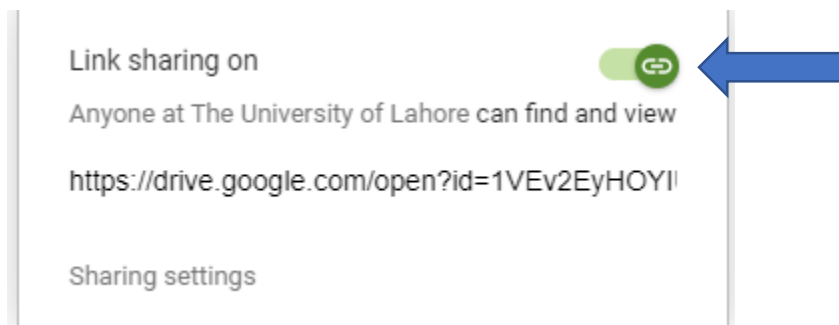 Link sharing on
Anyone at The University of Lahore can find and view
https://drive.google.com/open?id=1VEv2EyHOYI
Sharing settings